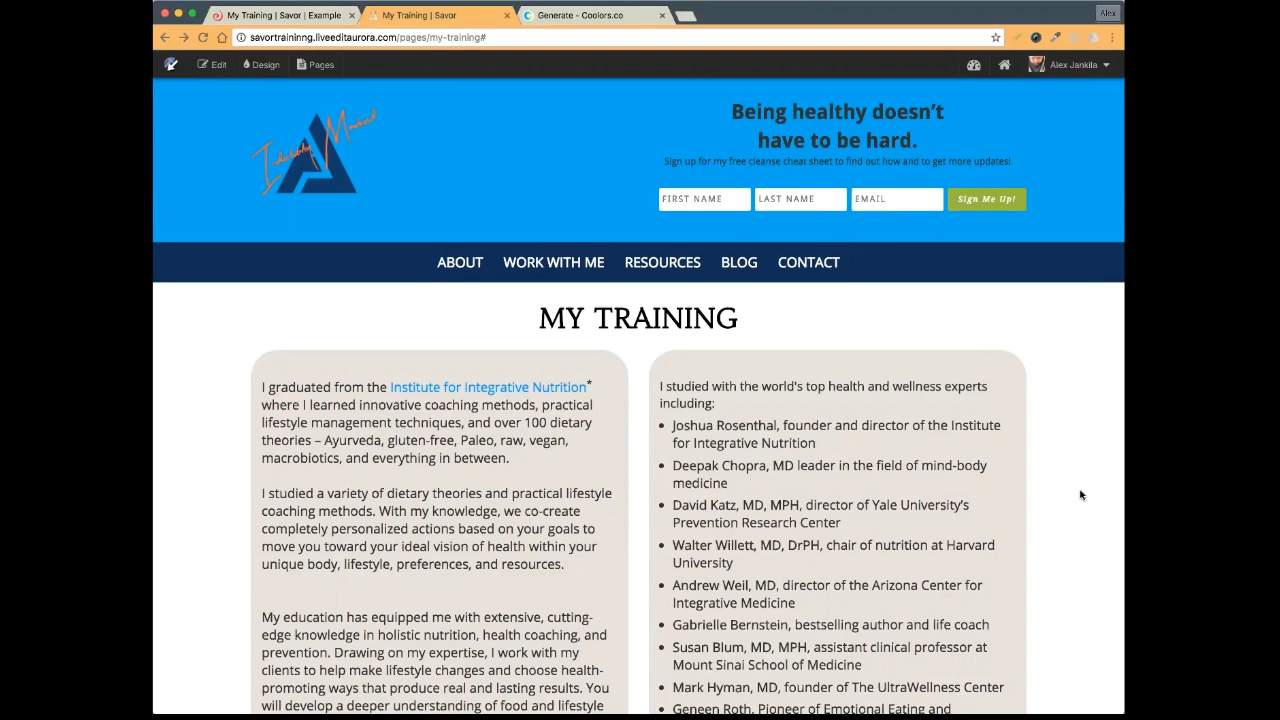 My Training | Savor | Example
My Training | Savor
Generate - Coolors.co
Alex
savortraininng.liveeditaurora.com/pages/my-training#
Edit
Design
Pages
Alex Jankila
Being healthy doesn't
have to be hard.
Sign up for my free cleanse cheat sheet to find out how and to get more updates!
FIRST NAME
LAST NAME
EMAIL
Sign Me Up!
ABOUT
WORK WITH ME
RESOURCES
BLOG
CONTACT
MY TRAINING
I graduated from the Institute for Integrative Nutrition*
where I learned innovative coaching methods, practical
lifestyle management techniques, and over 100 dietary
theories – Ayurveda, gluten-free, Paleo, raw, vegan,
macrobiotics, and everything in between.
I studied a variety of dietary theories and practical lifestyle
coaching methods. With my knowledge, we co-create
completely personalized actions based on your goals to
move you toward your ideal vision of health within your
unique body, lifestyle, preferences, and resources.
My education has equipped me with extensive, cutting-
edge knowledge in holistic nutrition, health coaching, and
prevention. Drawing on my expertise, I work with my
clients to help make lifestyle changes and choose health-
promoting ways that produce real and lasting results. You
will develop a deeper understanding of food and lifestyle
I studied with the world's top health and wellness experts
including:
• Joshua Rosenthal, founder and director of the Institute
for Integrative Nutrition
• Deepak Chopra, MD leader in the field of mind-body
medicine
• David Katz, MD, MPH, director of Yale University's
Prevention Research Center
• Walter Willett, MD, DrPH, chair of nutrition at Harvard
University
• Andrew Weil, MD, director of the Arizona Center for
Integrative Medicine
• Gabrielle Bernstein, bestselling author and life coach
• Susan Blum, MD, MPH, assistant clinical professor at
Mount Sinai School of Medicine
• Mark Hyman, MD, founder of The UltraWellness Center
• Geneen Roth, Pioneer of Emotional Eating and